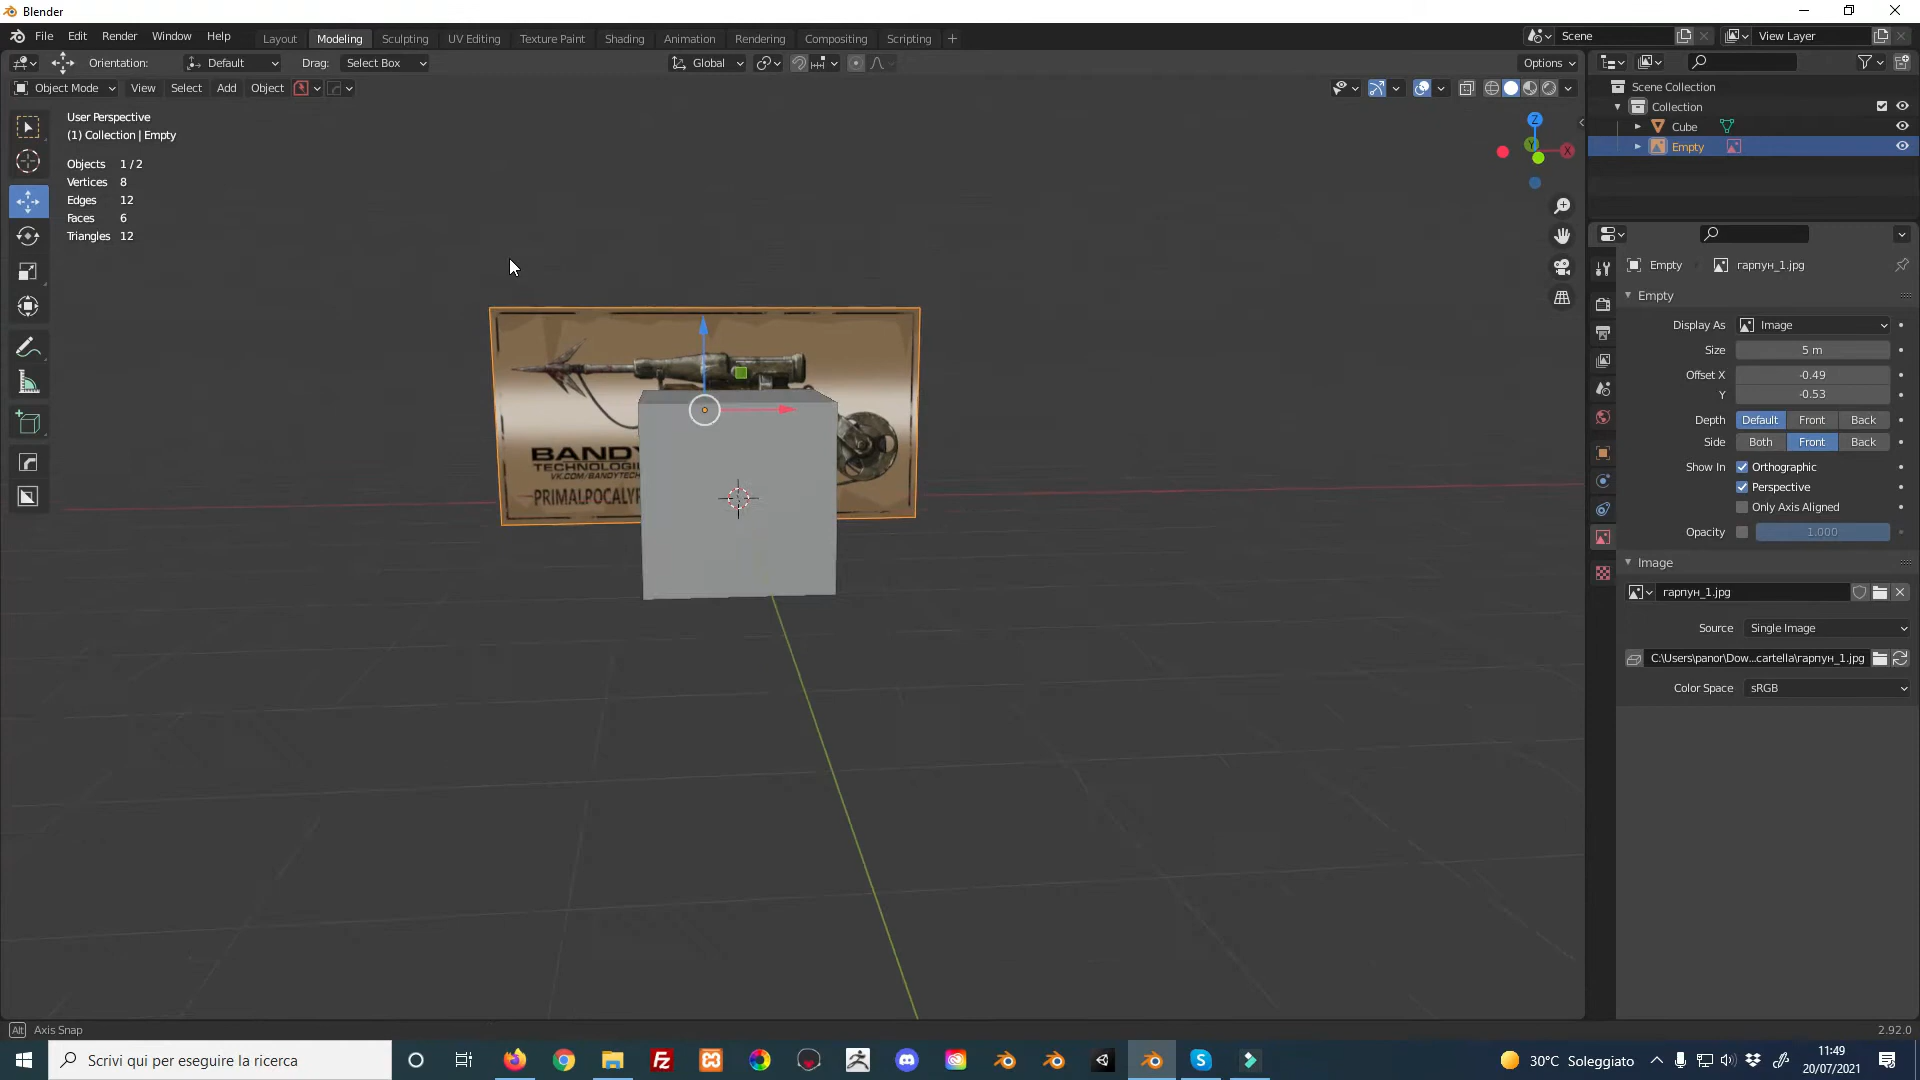 Blender
File Edit Render Window Help
Layout Modeling Sculpting UV Editing Texture Paint Shading Animation Rendering Compositing Scripting
Scene
View Layer
Orientation: Default Drag: Select Box
Global
Options
Object Mode View Select Add Object
User Perspective
(1) Collection | Empty
Objects 1 / 2
Vertices 8
Edges 12
Faces 6
Triangles 12
Z
Y
X
BANDY
TECHNOLOGI
VK.COM/BANDYTECH
PRIMALPOCALY
Scene Collection
Collection
Cube
Empty
Empty гарпун_1.jpg
Empty
Display As Image
Size 5 m
Offset X -0.49
Y -0.53
Depth Default Front Back
Side Both Front Back
Show In Orthographic
Perspective
Only Axis Aligned
Opacity 1.000
Image
гарпун_1.jpg
Source Single Image
C:\Users\panor\Dow...cartella\гарпун_1.jpg
Color Space sRGB
Alt Axis Snap
2.92.0
Scrivi qui per eseguire la ricerca
30°C Soleggiato
11:49
20/07/2021